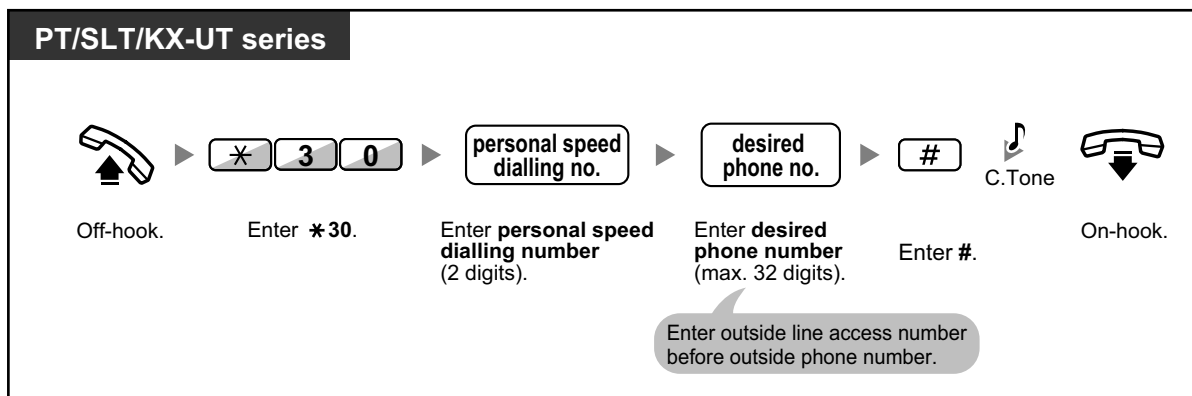 PT/SLT/KX-UT series
* 3 0
personal speed
dialling no.
desired
phone no.
#
C.Tone
Off-hook.
Enter *30.
Enter personal speed
dialling number
(2 digits).
Enter desired
phone number
(max. 32 digits).
Enter #.
On-hook.
Enter outside line access number
before outside phone number.